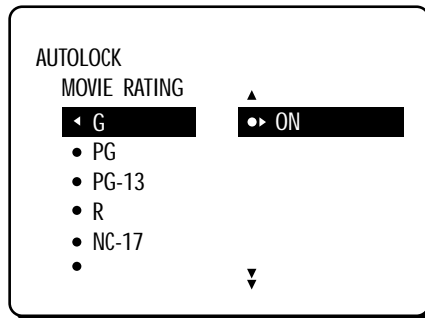 AUTOLOCK
MOVIE RATING
G ON
PG
PG-13
R
NC-17